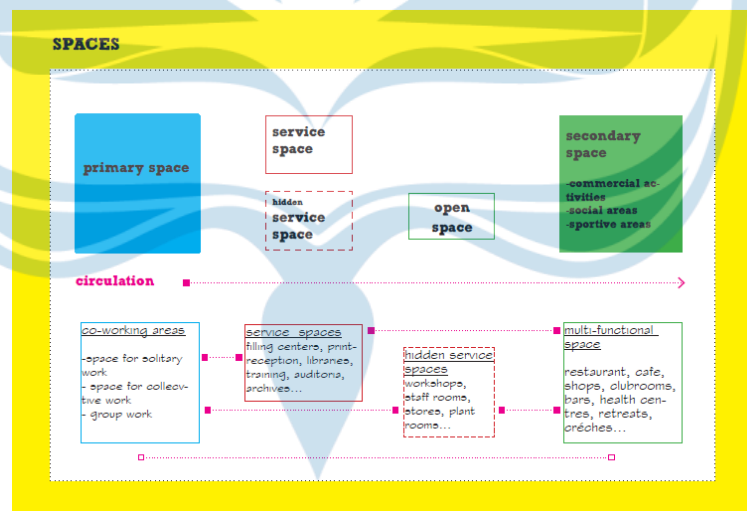 SPACES
primary space
service
space
hidden
service
space
open
space
secondary
space
-commercial ac-
tivities
-social areas
-sportive areas
circulation
co-working areas
-space for solitary
work
- space for collecv-
tive work
- group work
service spaces
filling centers, print-
reception, libraries,
training, auditoria,
archives...
hidden service
spaces
workshops,
staff rooms,
stores, plant
rooms...
multi-functional
space
restaurant, cafe,
shops, clubrooms,
bars, health cen-
tres, retreats,
créches...